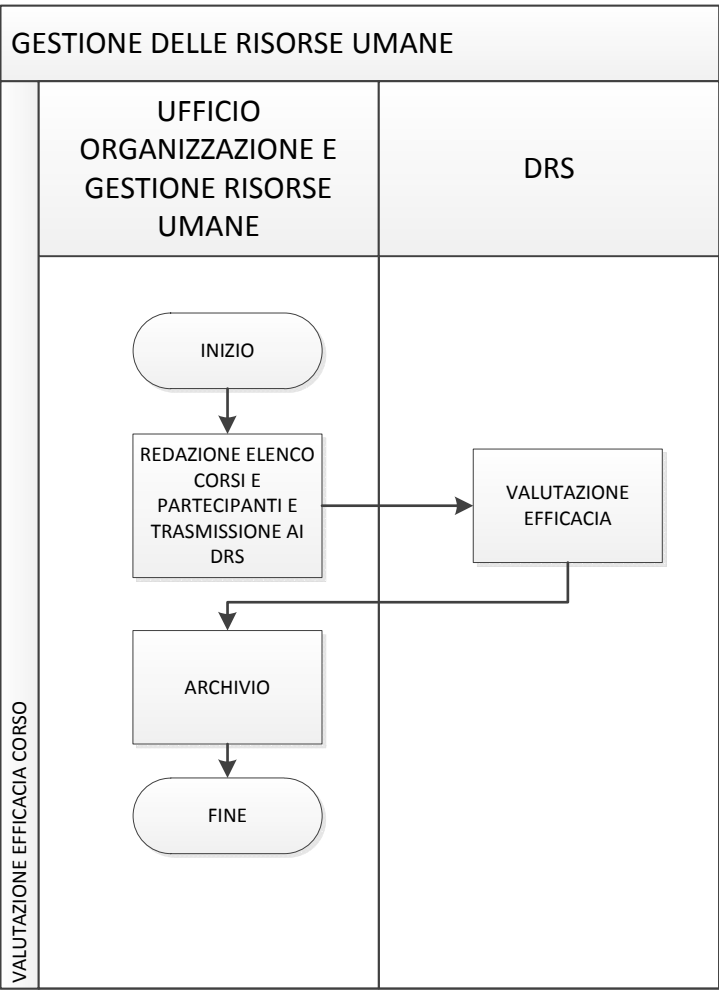 GESTIONE DELLE RISORSE UMANE
UFFICIO
ORGANIZZAZIONE E
GESTIONE RISORSE
UMANE
DRS
INIZIO
REDAZIONE ELENCO
CORSI E
PARTECIPANTI E
TRASMISSIONE AI
DRS
VALUTAZIONE
EFFICACIA
ARCHIVIO
FINE
VALUTAZIONE EFFICACIA CORSO